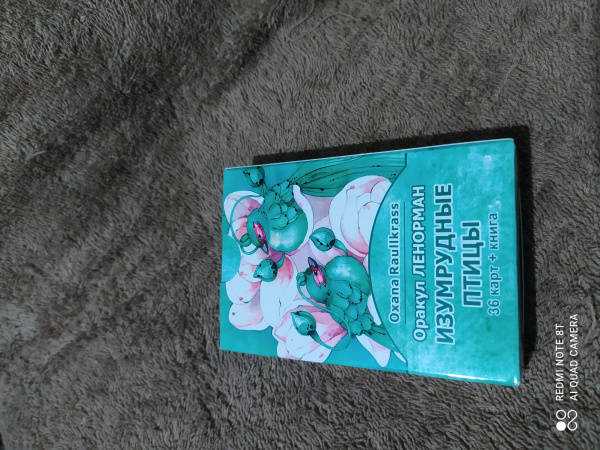 Oxana Raullkrass
Оракул ЛЕНОРМАН
ИЗУМРУДНЫЕ
ПТИЦЫ
36 карт + книга
REDMI NOTE 8T
AI QUAD CAMERA